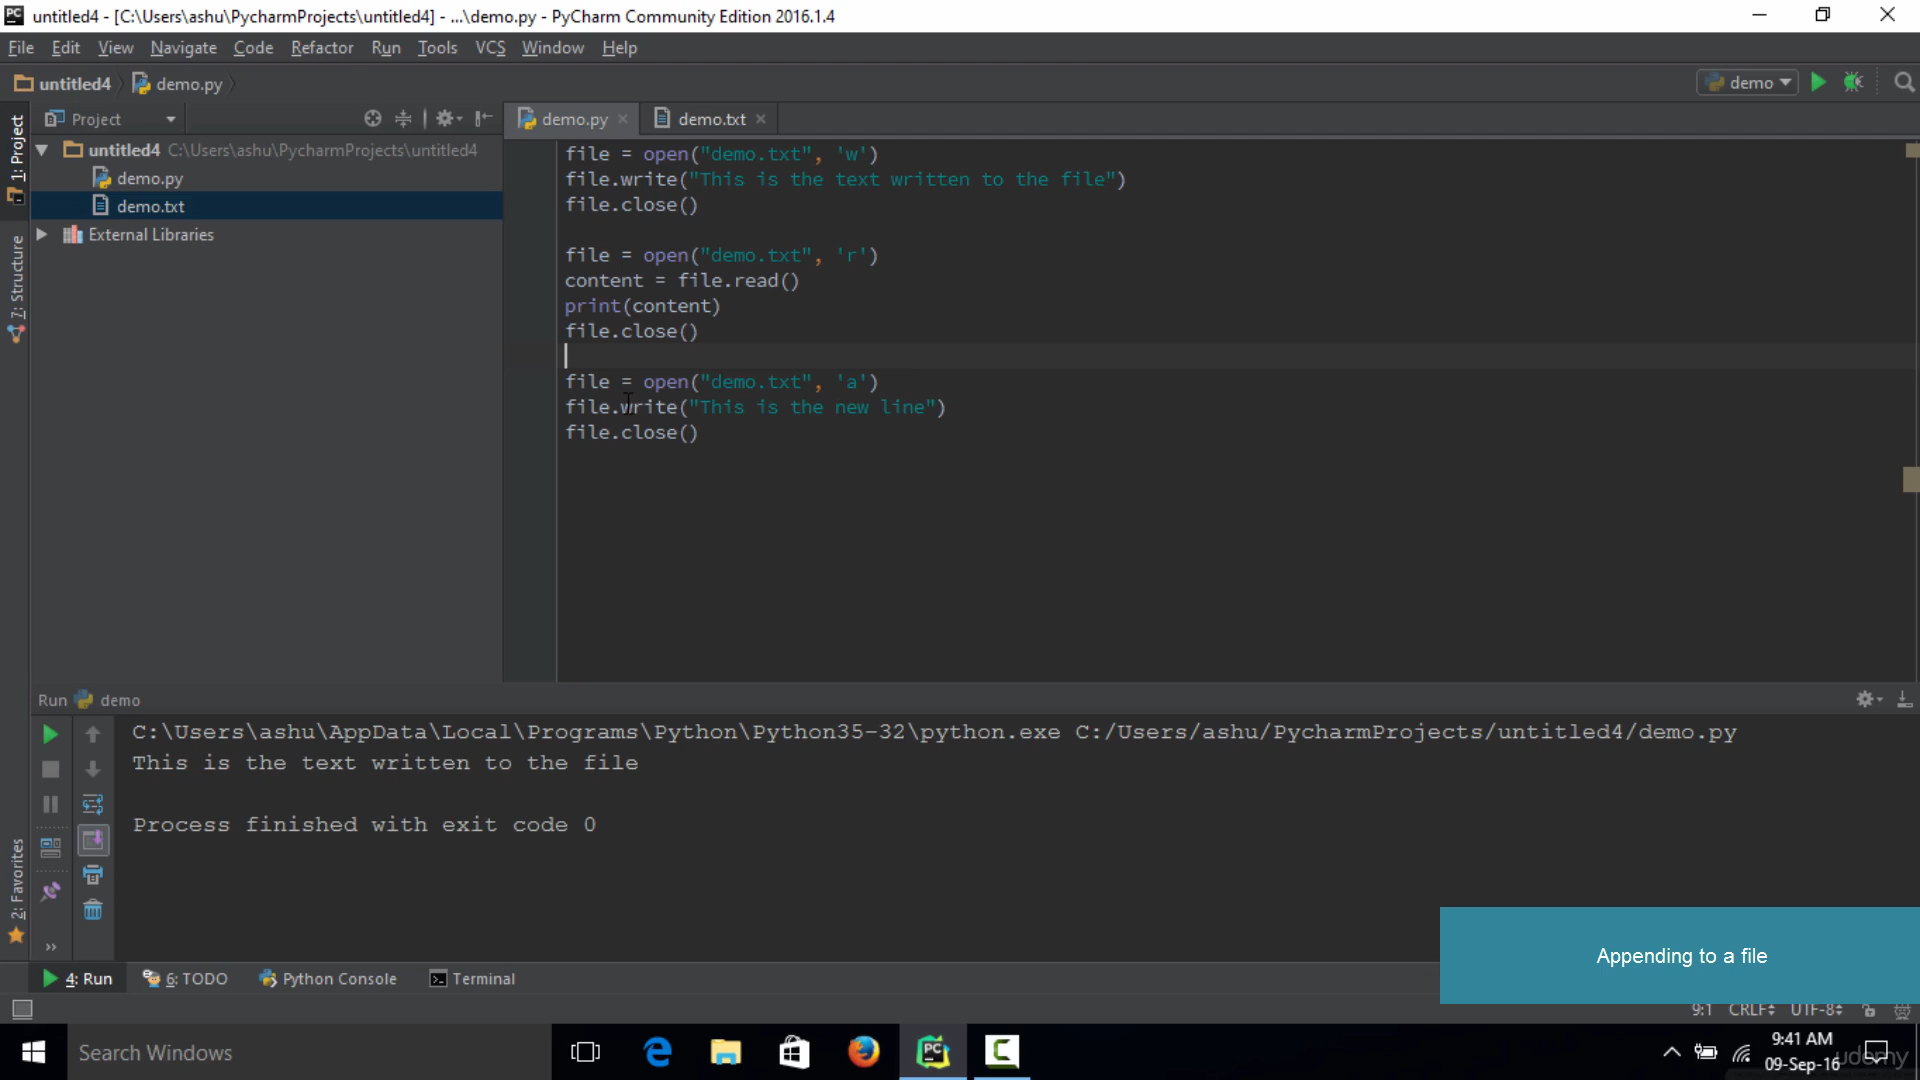 untitled4 - [C:\Users\ashu\PycharmProjects\untitled4] - ...\demo.py - PyCharm Community Edition 2016.1.4
File Edit View Navigate Code Refactor Run Tools VCS Window Help
untitled4 demo.py
demo
1: Project
7: Structure
2: Favorites
Project
untitled4 C:\Users\ashu\PycharmProjects\untitled4
demo.py
demo.txt
External Libraries
demo.py demo.txt
file = open("demo.txt", 'w')
file.write("This is the text written to the file")
file.close()
file = open("demo.txt", 'r')
content = file.read()
print(content)
file.close()
file = open("demo.txt", 'a')
file.write("This is the new line")
file.close()
Run demo
C:\Users\ashu\AppData\Local\Programs\Python\Python35-32\python.exe C:/Users/ashu/PycharmProjects/untitled4/demo.py
This is the text written to the file
Process finished with exit code 0
4: Run 6: TODO Python Console Terminal
Appending to a file
9:1 CRLF UTF-8
Search Windows
9:41 AM
09-Sep-16
udemy